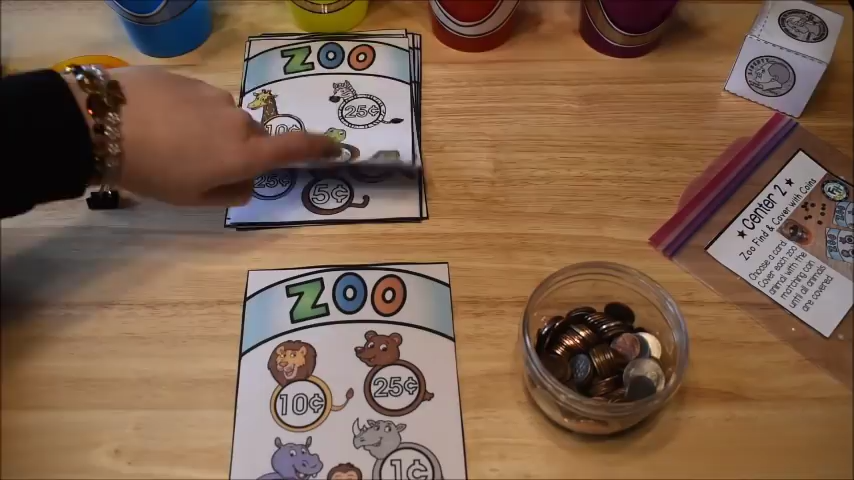 ZOO
25¢
10¢
25¢
5¢
ZOO
10¢
25¢
1¢
LIBERTY
★ Center 2 ★
Zoo Find & Cover with Coins
Choose a card.
Cover each zoo
animal with the
matching coin
until all animals
are covered.